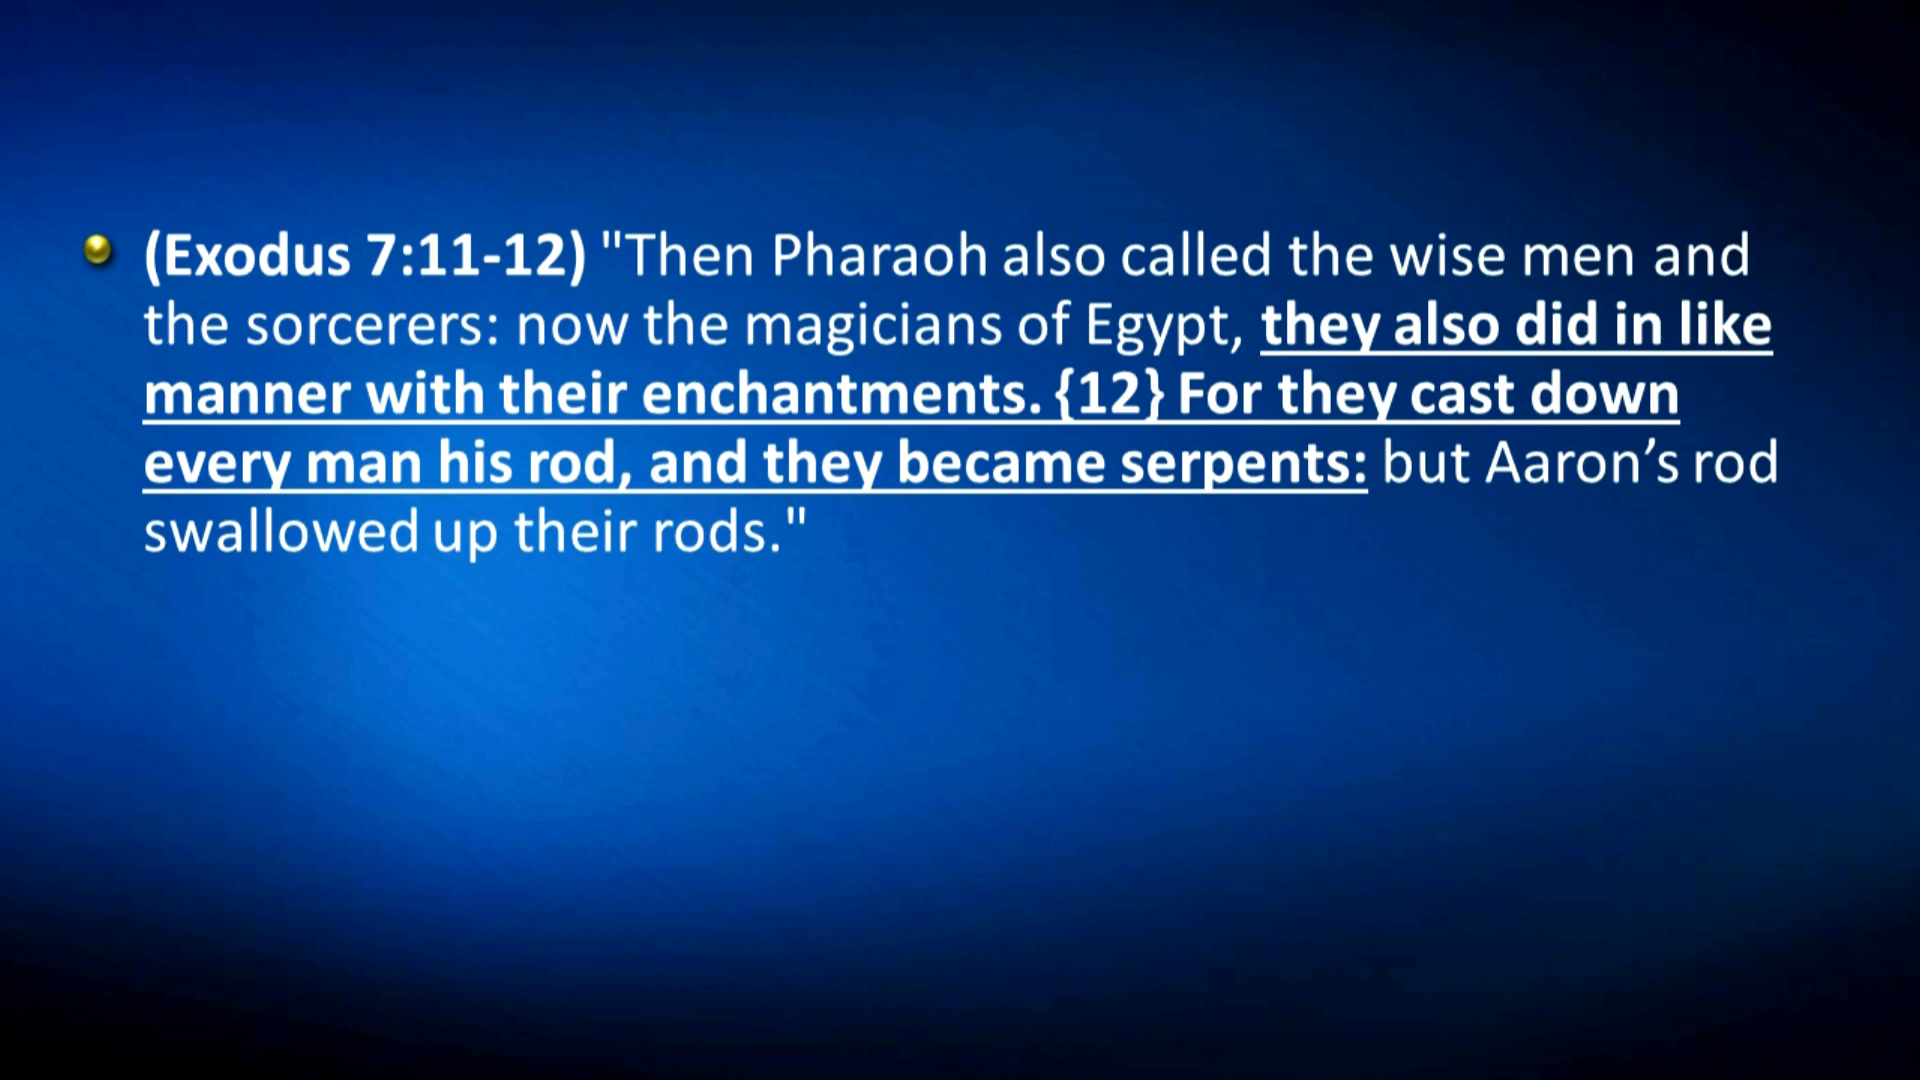 (Exodus 7:11-12) "Then Pharaoh also called the wise men and
the sorcerers: now the magicians of Egypt, they also did in like
manner with their enchantments. {12} For they cast down
every man his rod, and they became serpents: but Aaron’s rod
swallowed up their rods."